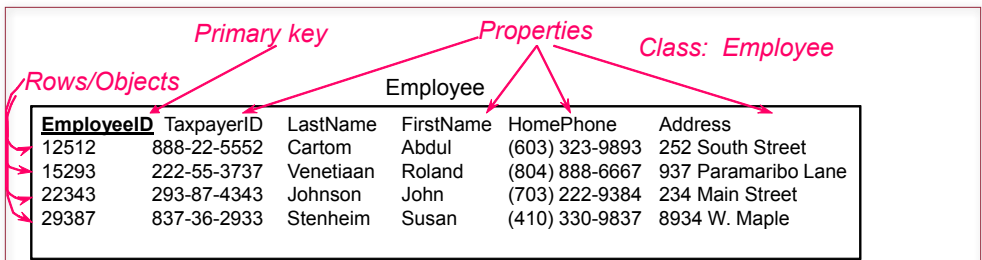 Primary key
Properties
Class: Employee
Rows/Objects
Employee
EmployeeID TaxpayerID LastName FirstName HomePhone Address
12512 888-22-5552 Cartom Abdul (603) 323-9893 252 South Street
15293 222-55-3737 Venetiaan Roland (804) 888-6667 937 Paramaribo Lane
22343 293-87-4343 Johnson John (703) 222-9384 234 Main Street
29387 837-36-2933 Stenheim Susan (410) 330-9837 8934 W. Maple